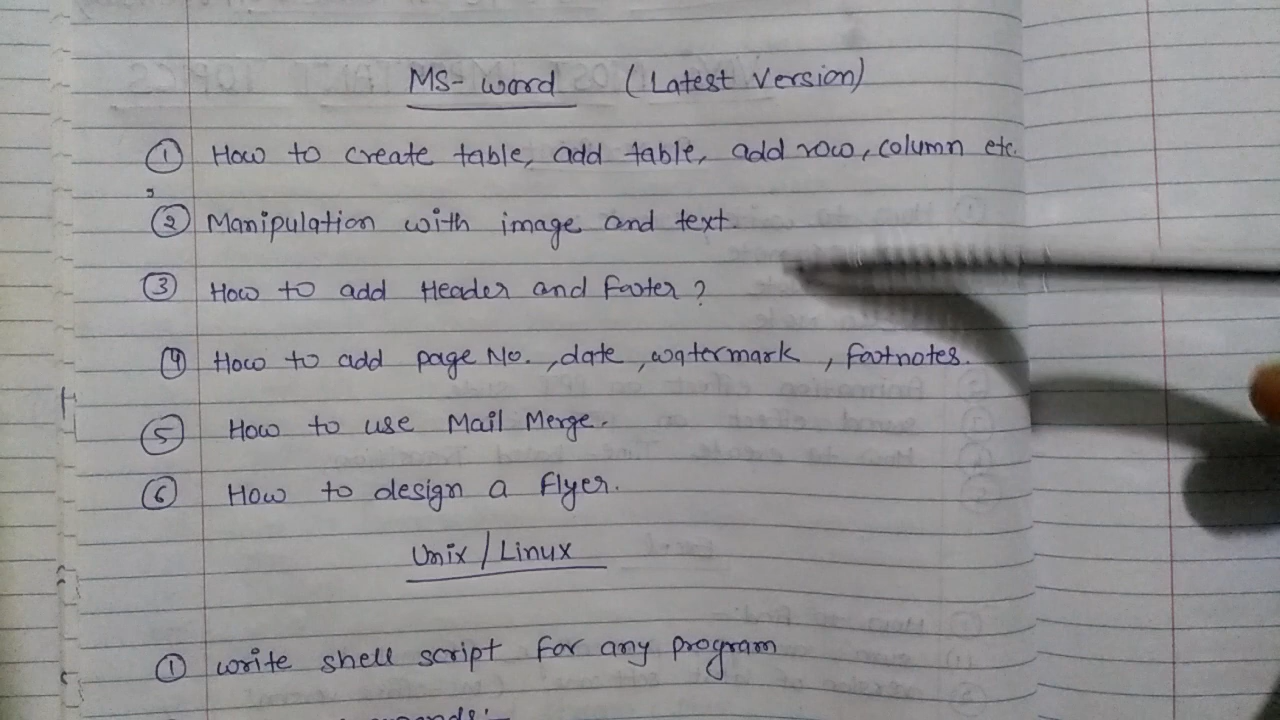 MS-Word (Latest Version)
① How to create table, add table, add row, column etc.
② Manipulation with image and text.
③ How to add Header and Footer?
④ How to add page No., date, watermark, Footnotes.
⑤ How to use Mail Merge.
⑥ How to design a Flyer.
Unix/Linux
① write shell script for any program